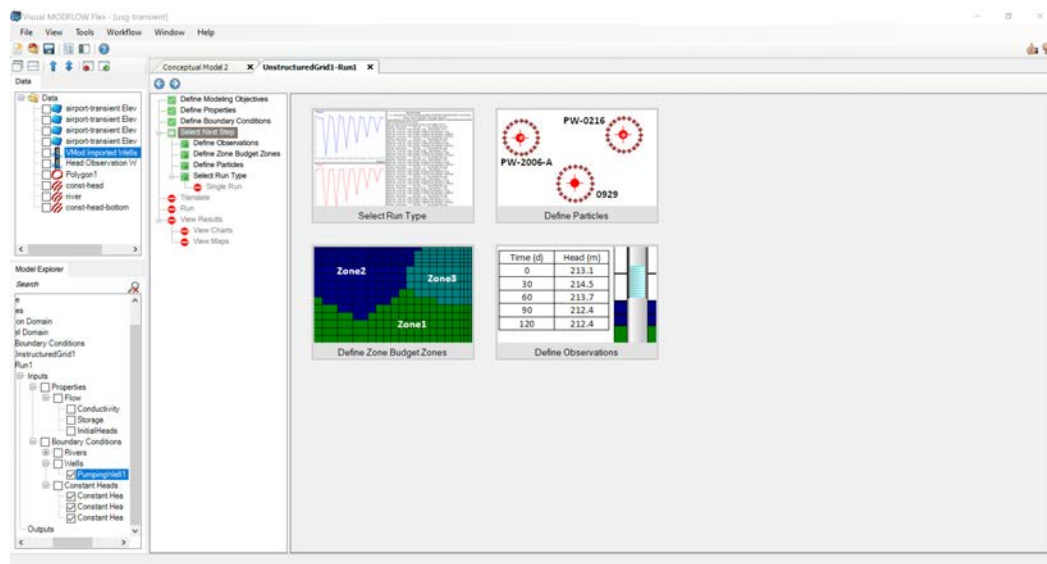 Visual MODFLOW Flex - [usg-transient]
File View Tools Workflow Window Help
Data
Data
airport-transient Elev
airport-transient Elev
airport-transient Elev
airport-transient Elev
VMod Imported Wells
Head Observation W
Polygon1
const-head
river
const-head-bottom
Model Explorer
Search
e
es
on Domain
el Domain
Boundary Conditions
UnstructuredGrid1
Run1
Inputs
Properties
Flow
Conductivity
Storage
InitialHeads
Boundary Conditions
Rivers
Wells
PumpingWell1
Constant Heads
Constant Hea
Constant Hea
Constant Hea
Outputs
Conceptual Model 2 X UnstructuredGrid1-Run1 X
Define Modeling Objectives
Define Properties
Define Boundary Conditions
Select Next Step
Define Observations
Define Zone Budget Zones
Define Particles
Select Run Type
Single Run
Translate
Run
View Results
View Charts
View Maps
Select Run Type
PW-0216
PW-2006-A
0929
Define Particles
Zone2
Zone3
Zone1
Define Zone Budget Zones
Time (d) Head (m)
0 213.1
30 214.5
60 213.7
90 212.4
120 212.4
Define Observations